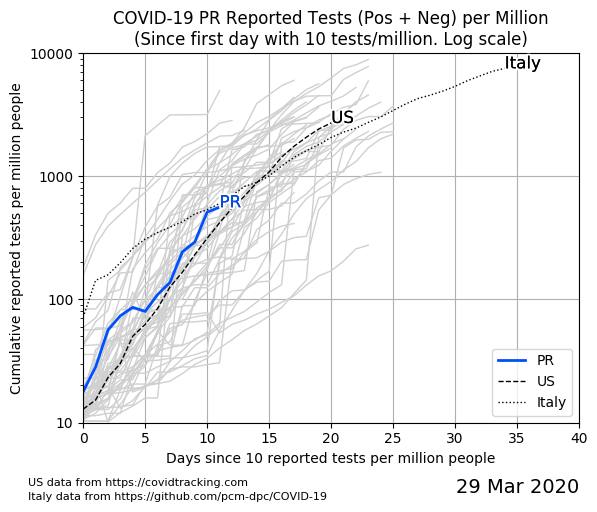 COVID-19 PR Reported Tests (Pos + Neg) per Million
(Since first day with 10 tests/million. Log scale)
Cumulative reported tests per million people
10000
1000
100
10
Italy
US
PR
PR
US
Italy
0 5 10 15 20 25 30 35 40
Days since 10 reported tests per million people
US data from https://covidtracking.com
Italy data from https://github.com/pcm-dpc/COVID-19
29 Mar 2020